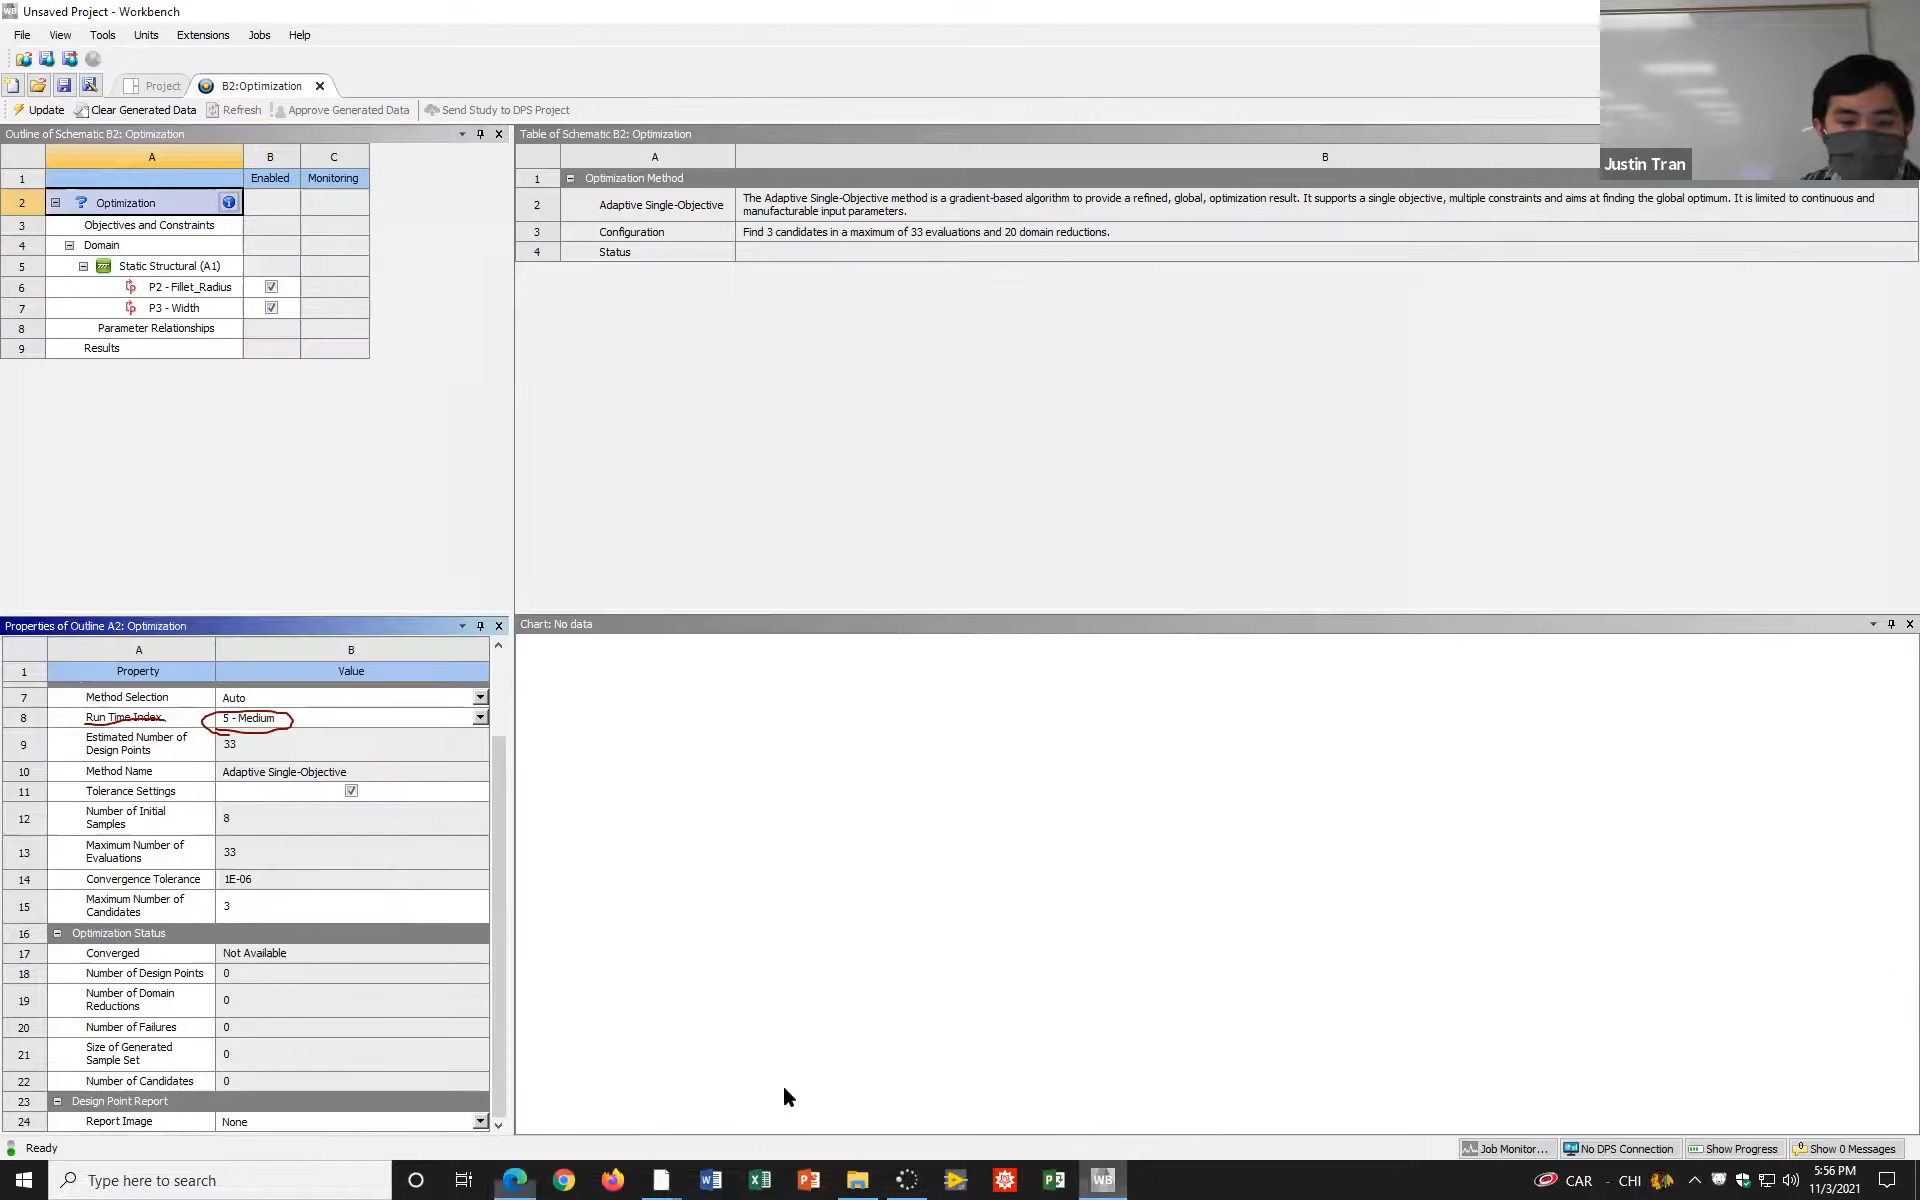 Unsaved Project - Workbench
File View Tools Units Extensions Jobs Help
Project B2:Optimization
Update Clear Generated Data Refresh Approve Generated Data Send Study to DPS Project
Outline of Schematic B2: Optimization
A B C
1 Enabled Monitoring
2 Optimization
3 Objectives and Constraints
4 Domain
5 Static Structural (A1)
6 P2 - Fillet_Radius
7 P3 - Width
8 Parameter Relationships
9 Results
Table of Schematic B2: Optimization
A B
1 Optimization Method
2 Adaptive Single-Objective The Adaptive Single-Objective method is a gradient-based algorithm to provide a refined, global, optimization result. It supports a single objective, multiple constraints and aims at finding the global optimum. It is limited to continuous and
manufacturable input parameters.
3 Configuration Find 3 candidates in a maximum of 33 evaluations and 20 domain reductions.
4 Status
Justin Tran
Properties of Outline A2: Optimization
A B
1 Property Value
7 Method Selection Auto
8 Run Time Index 5 - Medium
9 Estimated Number of
Design Points 33
10 Method Name Adaptive Single-Objective
11 Tolerance Settings
12 Number of Initial
Samples 8
13 Maximum Number of
Evaluations 33
14 Convergence Tolerance 1E-06
15 Maximum Number of
Candidates 3
16 Optimization Status
17 Converged Not Available
18 Number of Design Points 0
19 Number of Domain
Reductions 0
20 Number of Failures 0
21 Size of Generated
Sample Set 0
22 Number of Candidates 0
23 Design Point Report
24 Report Image None
Chart: No data
Ready
Job Monitor... No DPS Connection Show Progress Show 0 Messages
Type here to search
WB
CAR - CHI
5:56 PM
11/3/2021